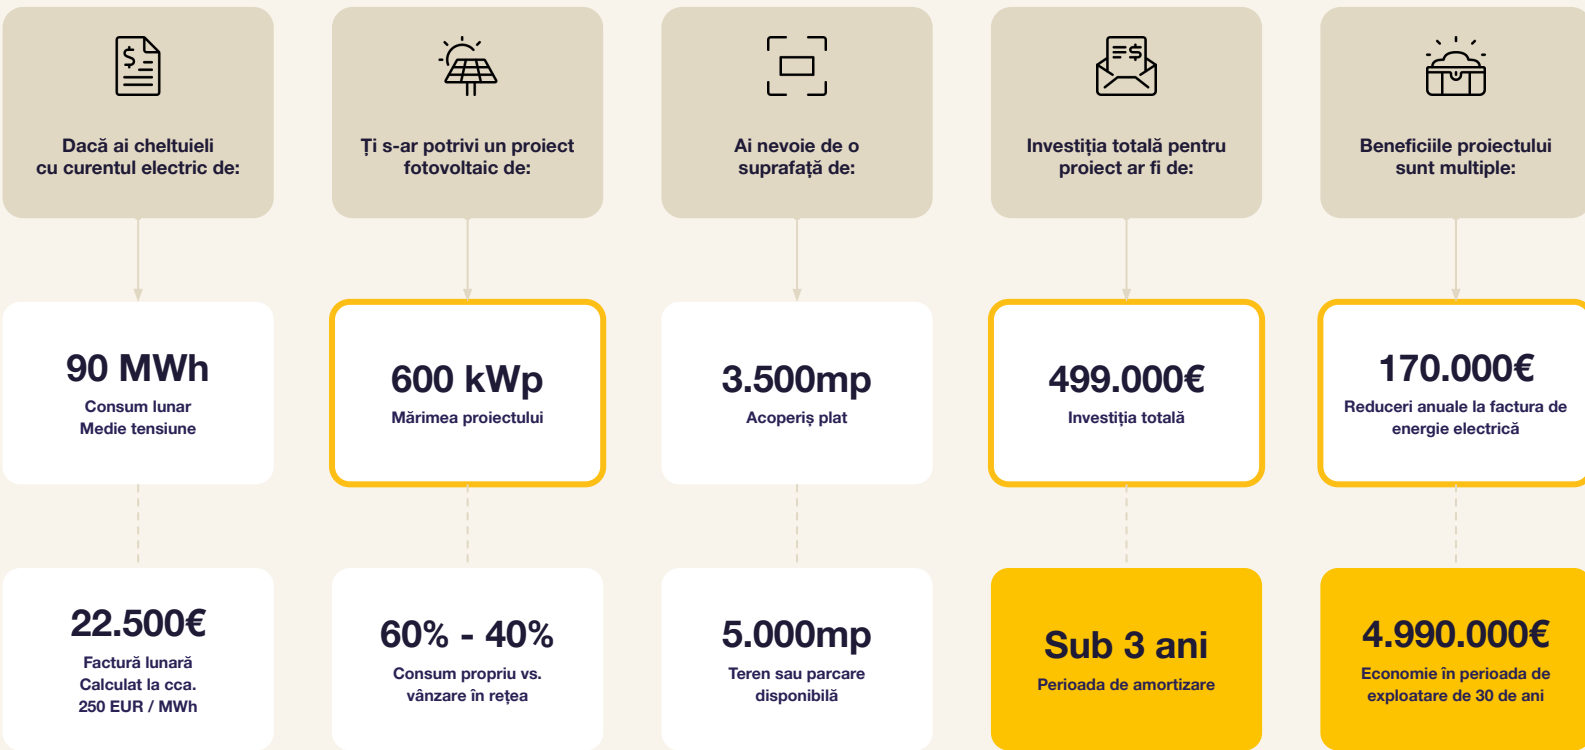 Dacă ai cheltuieli
cu curentul electric de:
Ți s-ar potrivi un proiect
fotovoltaic de:
Ai nevoie de o
suprafață de:
Investiția totală pentru
proiect ar fi de:
Beneficiile proiectului
sunt multiple:
90 MWh
Consum lunar
Medie tensiune
600 kWp
Mărimea proiectului
3.500mp
Acoperiș plat
499.000€
Investiția totală
170.000€
Reduceri anuale la factura de
energie electrică
22.500€
Factură lunară
Calculat la cca.
250 EUR / MWh
60% - 40%
Consum propriu vs.
vânzare în rețea
5.000mp
Teren sau parcare
disponibilă
Sub 3 ani
Perioada de amortizare
4.990.000€
Economie în perioada de
exploatare de 30 de ani